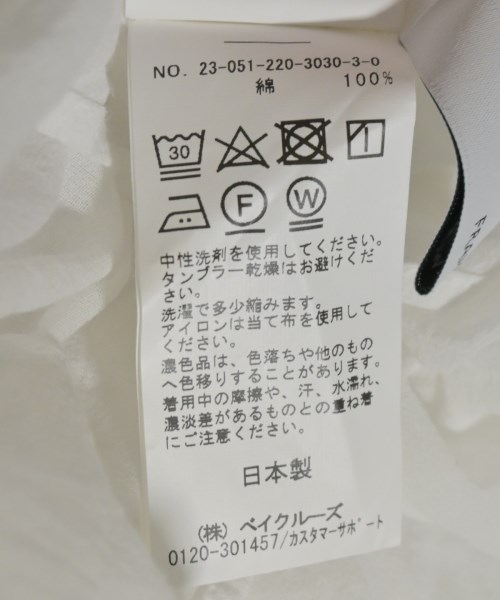 NO. 23-051-220-3030-3-0
綿 100%
30
F W
中性洗剤を使用してください。
タンブラー乾燥はお避けくだ
さい。
洗濯で多少縮みます。
アイロンは当て布を使用して
ください。
濃色品は、色落ちや他のもの
へ色移りすることがあります。
着用中の摩擦や、汗、水濡れ、
濃淡差があるものとの重ね着
にご注意ください。
日本製
(株) ベイクルーズ
0120-301457/カスタマーサポート